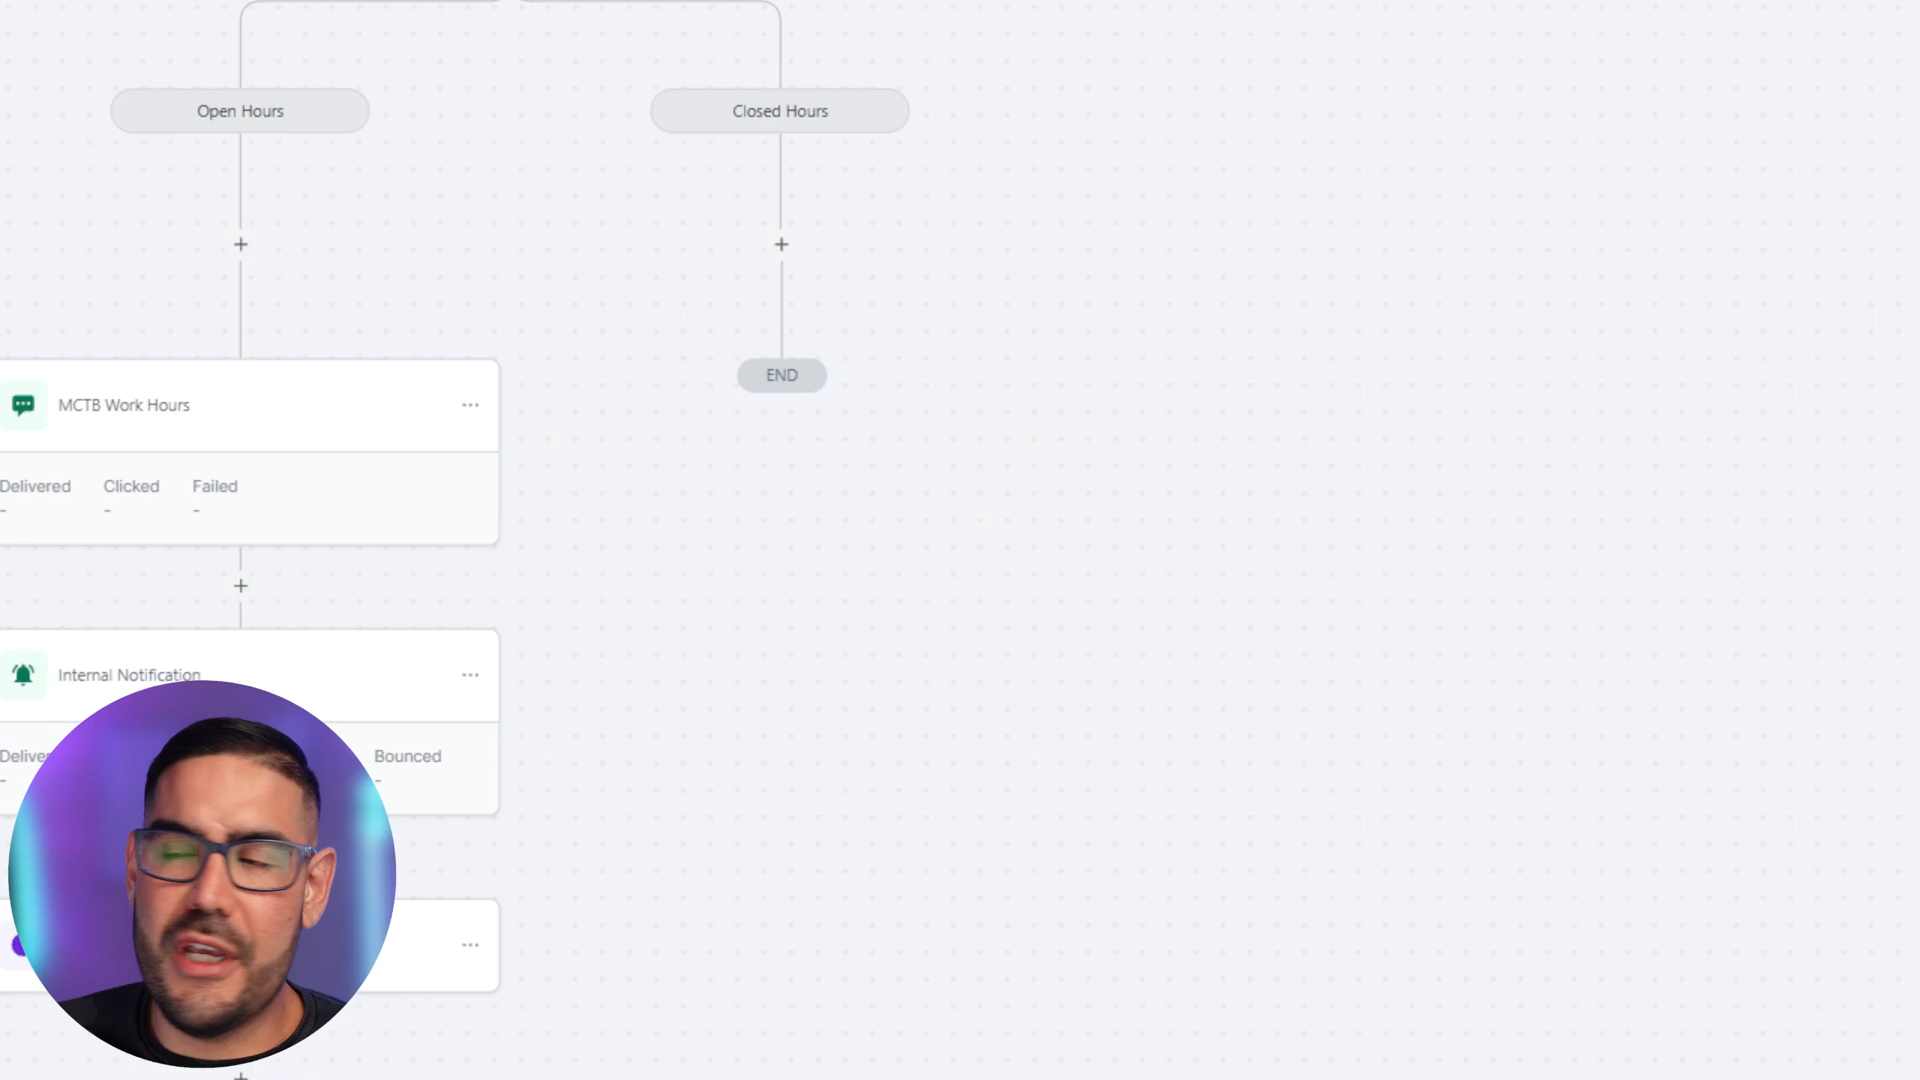 Open Hours
Closed Hours
END
MCTB Work Hours
Delivered Clicked Failed
- - -
Internal Notification
Bounced
- -